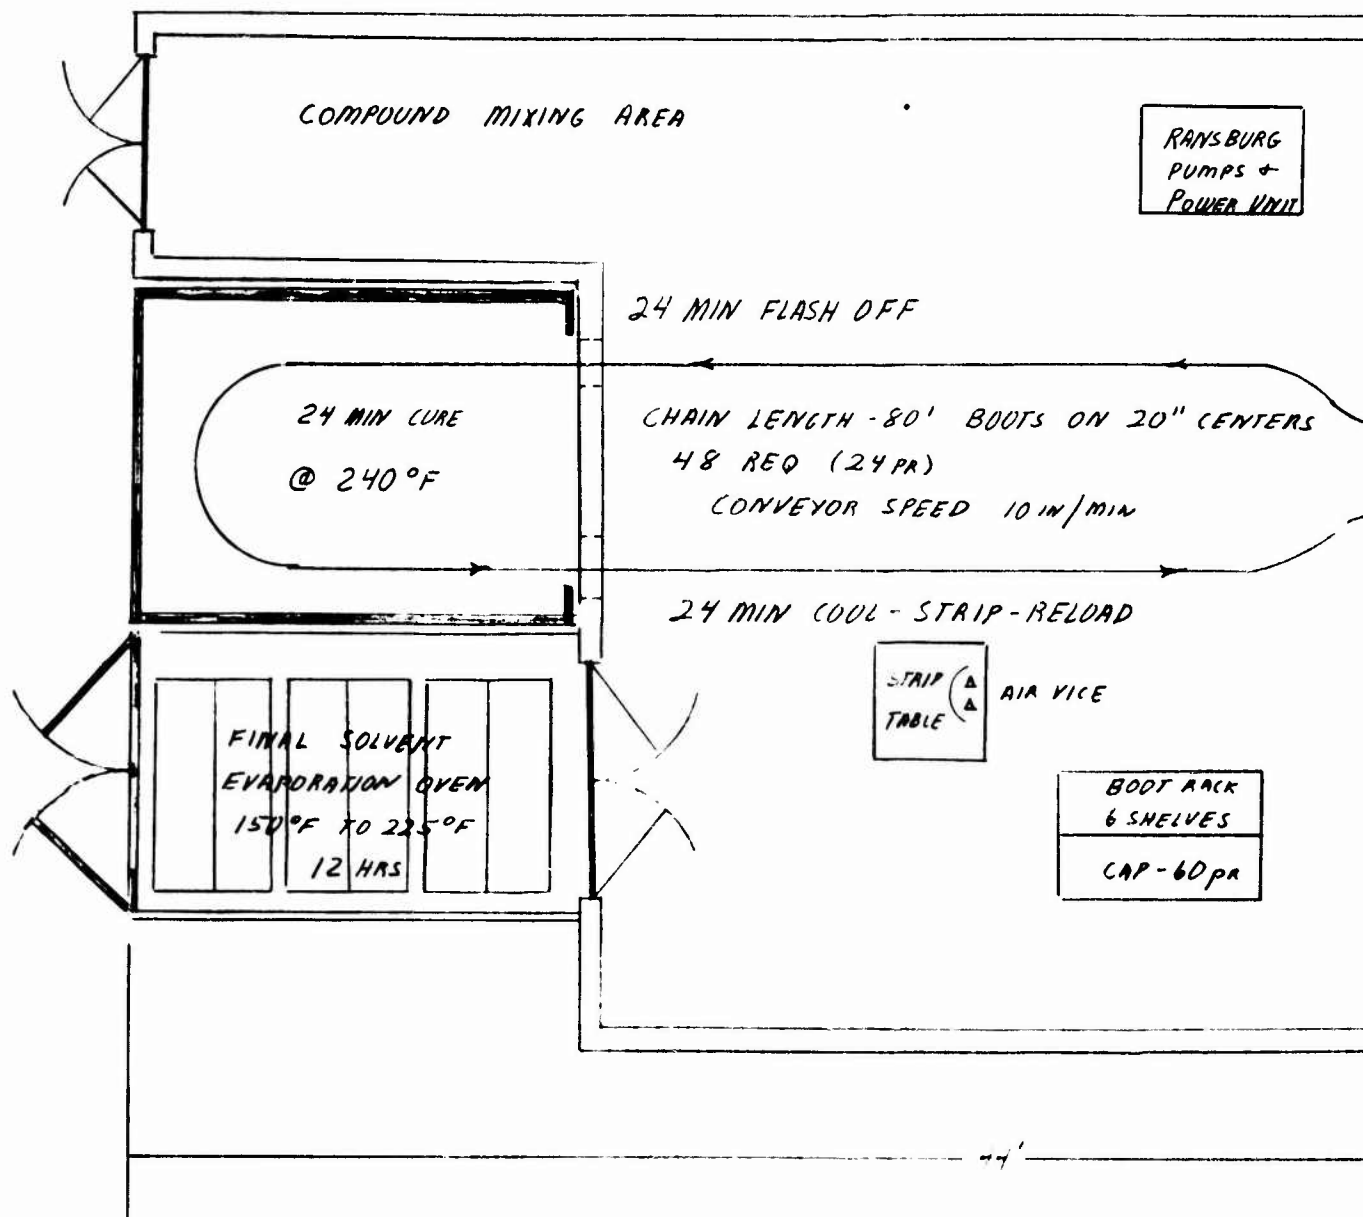 COMPOUND MIXING AREA
RANSBURG
PUMPS &
POWER UNIT
24 MIN FLASH OFF
24 MIN CURE
@ 240°F
CHAIN LENGTH - 80' BOOTS ON 20" CENTERS
48 REQ (24 PR)
CONVEYOR SPEED 10 IN/MIN
24 MIN COOL - STRIP - RELOAD
STRIP
TABLE
AIR VICE
FINAL SOLVENT
EVAPORATION OVEN
150°F TO 225°F
12 HRS
BOOT RACK
6 SHELVES
CAP - 60 PR
44'